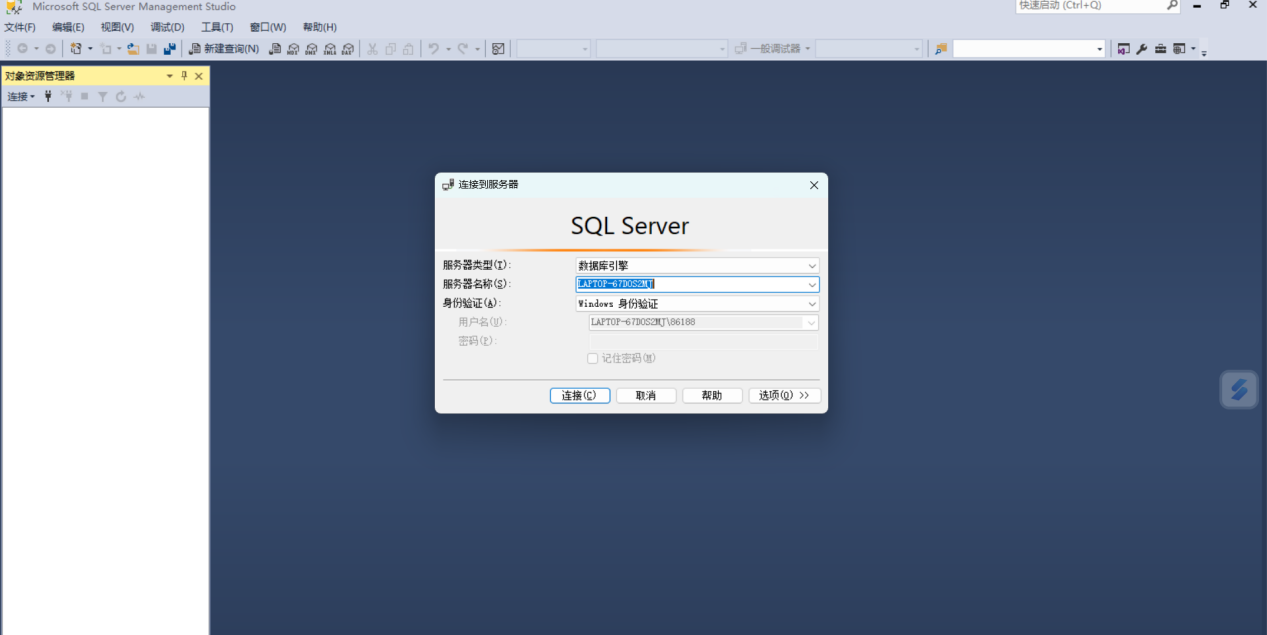 Microsoft SQL Server Management Studio
快速启动 (Ctrl+Q)
文件(F) 编辑(E) 视图(V) 调试(D) 工具(T) 窗口(W) 帮助(H)
新建查询(N) 一般调试器
对象资源管理器
连接
连接到服务器
SQL Server
服务器类型(T): 数据库引擎
服务器名称(S): LAPTOP-67DOS2MJ
身份验证(A): Windows 身份验证
用户名(U): LAPTOP-67DOS2MJ\86188
密码(P):
记住密码(M)
连接(C) 取消 帮助 选项(O) >>